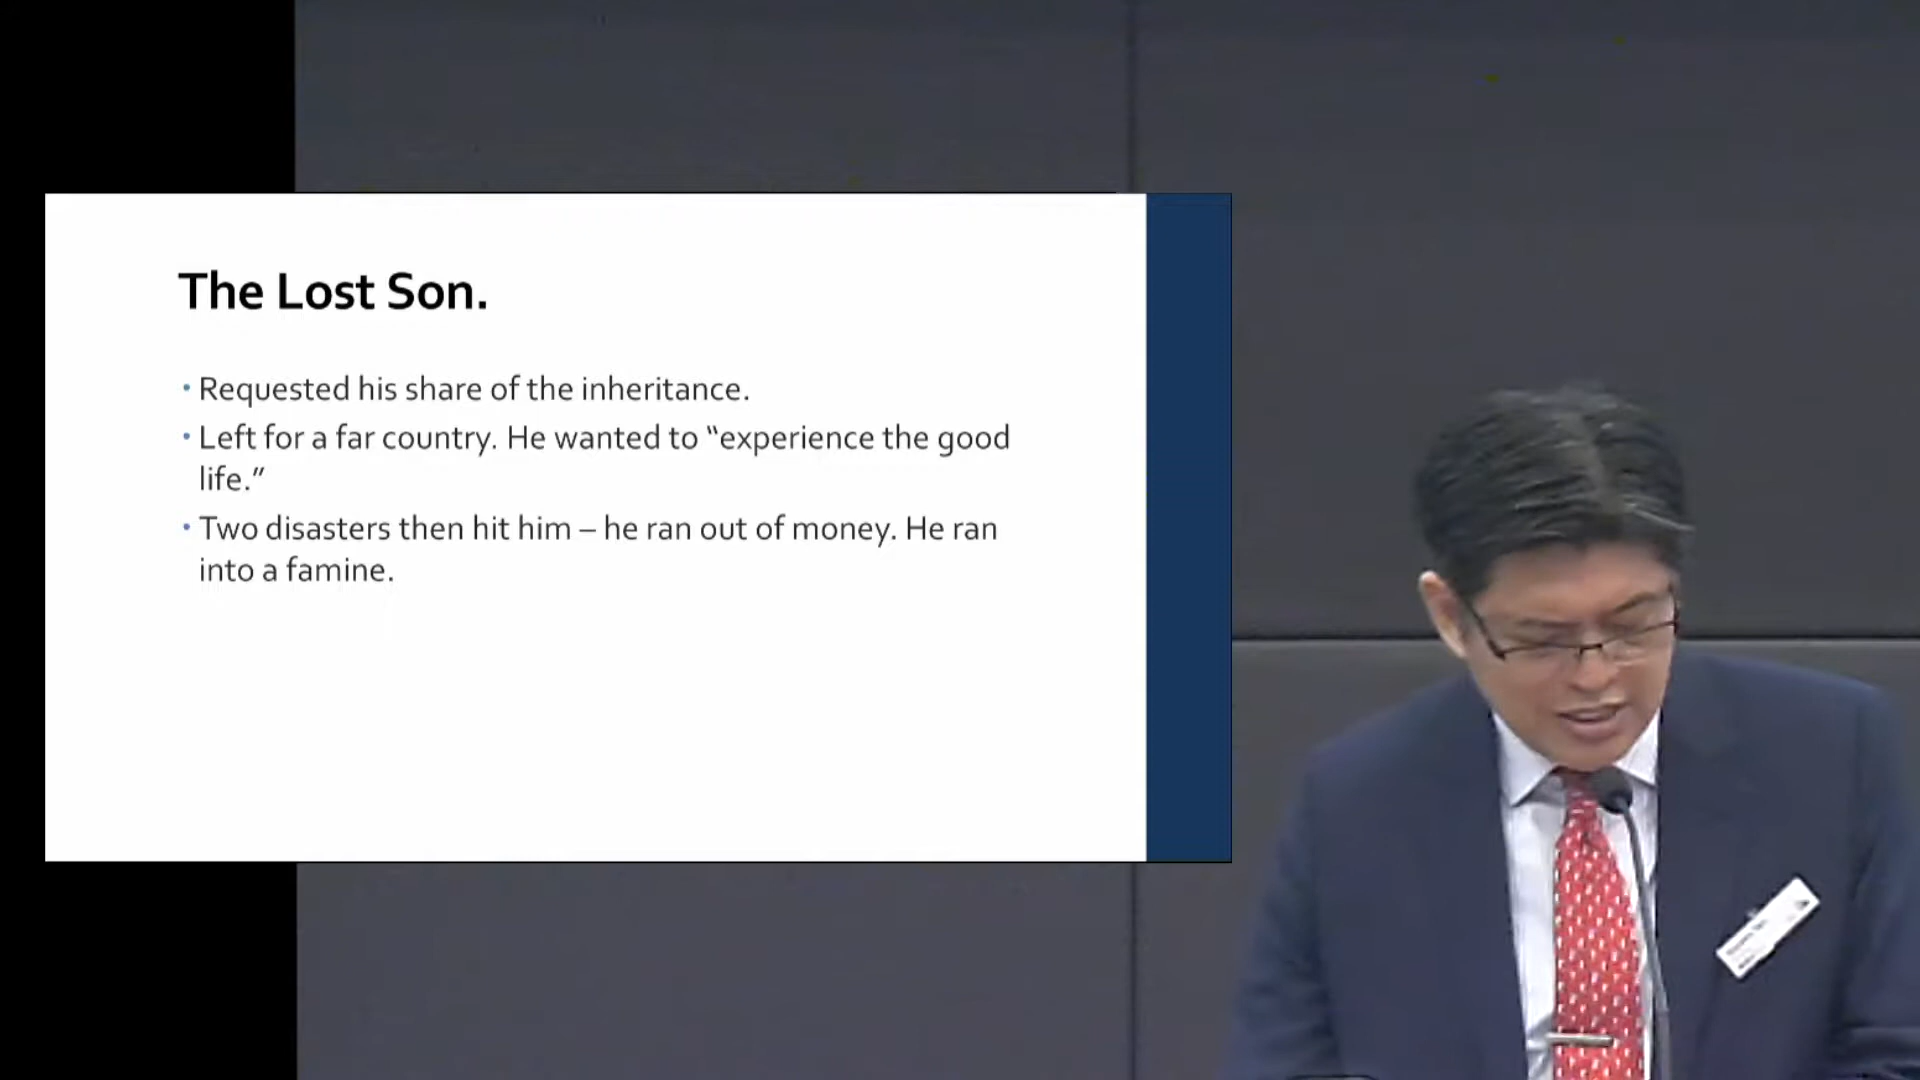 The Lost Son.
• Requested his share of the inheritance.
• Left for a far country. He wanted to “experience the good
life.”
• Two disasters then hit him – he ran out of money. He ran
into a famine.